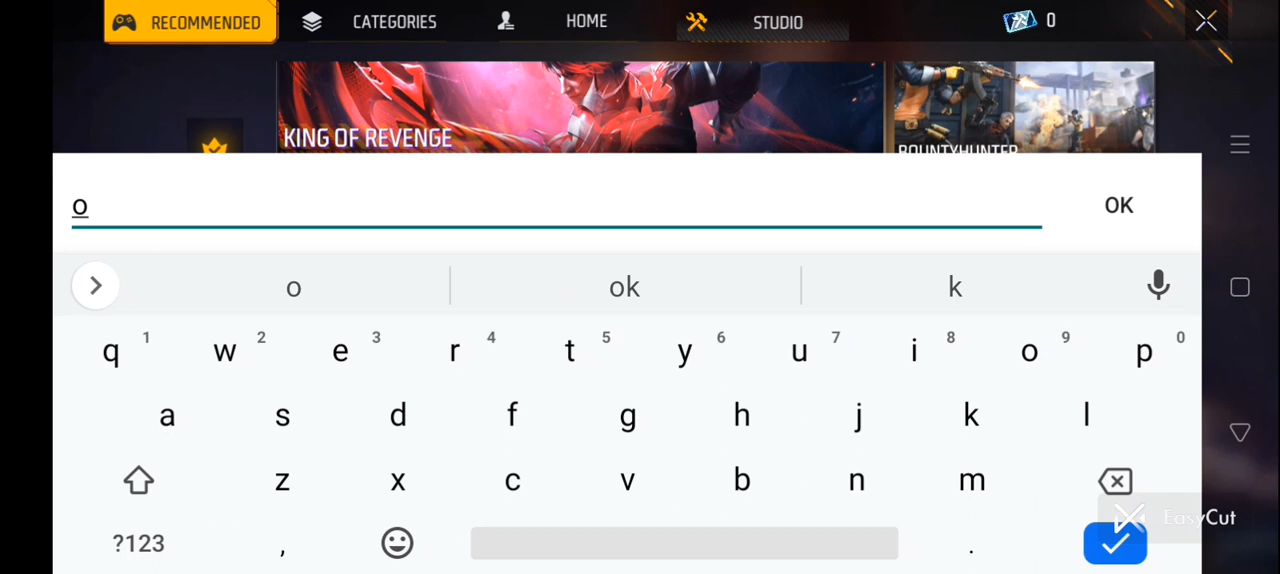 RECOMMENDED CATEGORIES HOME STUDIO 0
KING OF REVENGE
BOUNTYHUNTER
o OK
o ok k
q 1 w 2 e 3 r 4 t 5 y 6 u 7 i 8 o 9 p 0
a s d f g h j k l
z x c v b n m
EasyCut
?123 , .